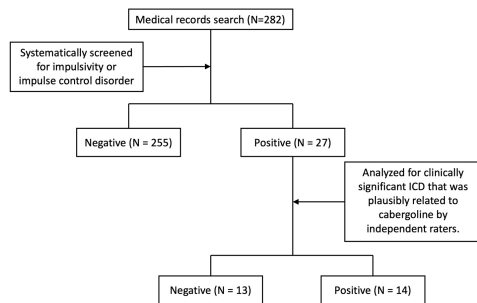 Medical records search (N=282)
Systematically screened
for impulsivity or
impulse control disorder
Negative (N = 255)
Positive (N = 27)
Analyzed for clinically
significant ICD that was
plausibly related to
cabergoline by
independent raters.
Negative (N = 13)
Positive (N = 14)